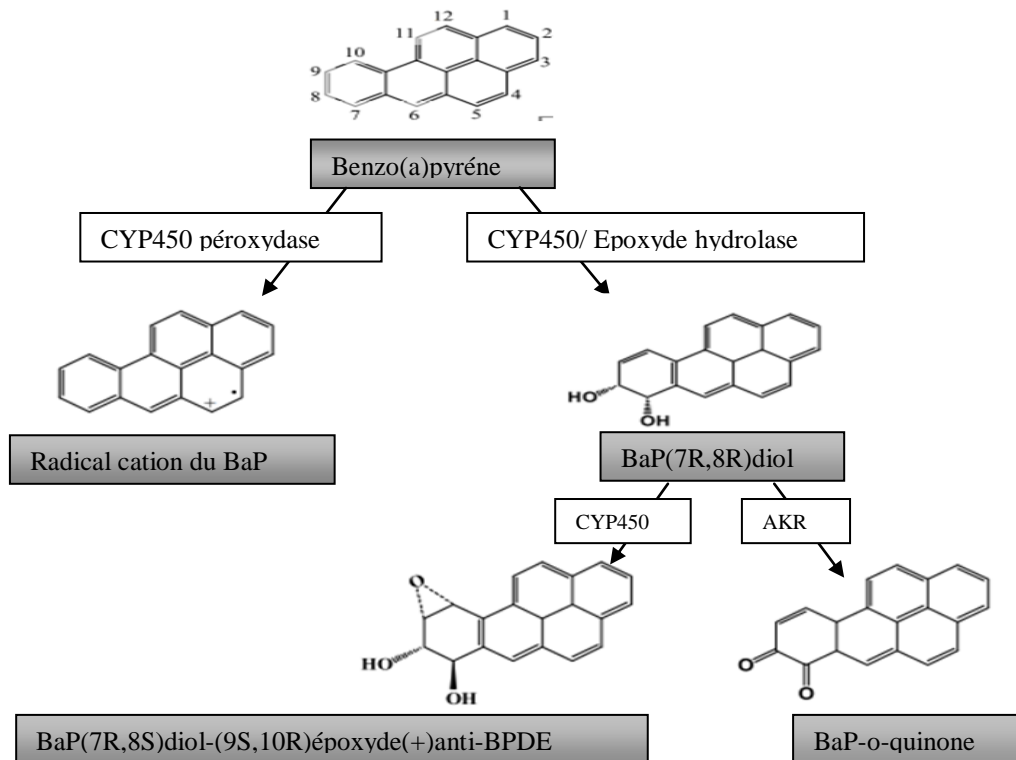 12
1
11
2
10
3
9
8
4
7
6
5
Benzo(a)pyréne
CYP450 péroxydase
CYP450/ Epoxyde hydrolase
+
HO
OH
Radical cation du BaP
BaP(7R,8R)diol
CYP450
AKR
O
HO
OH
O
O
BaP(7R,8S)diol-(9S,10R)époxyde(+)anti-BPDE
BaP-o-quinone